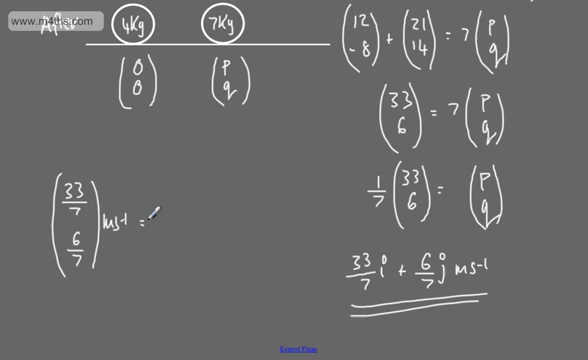 www.m4ths.com
After 4Kg 7Kg
(0 0) (p q)
(12 -8) + (21 14) = 7 (p q)
(33 6) = 7 (p q)
1/7 (33 6) = (p q)
(33/7 6/7) ms-1 =
33/7 i + 6/7 j ms-1
Extend Page